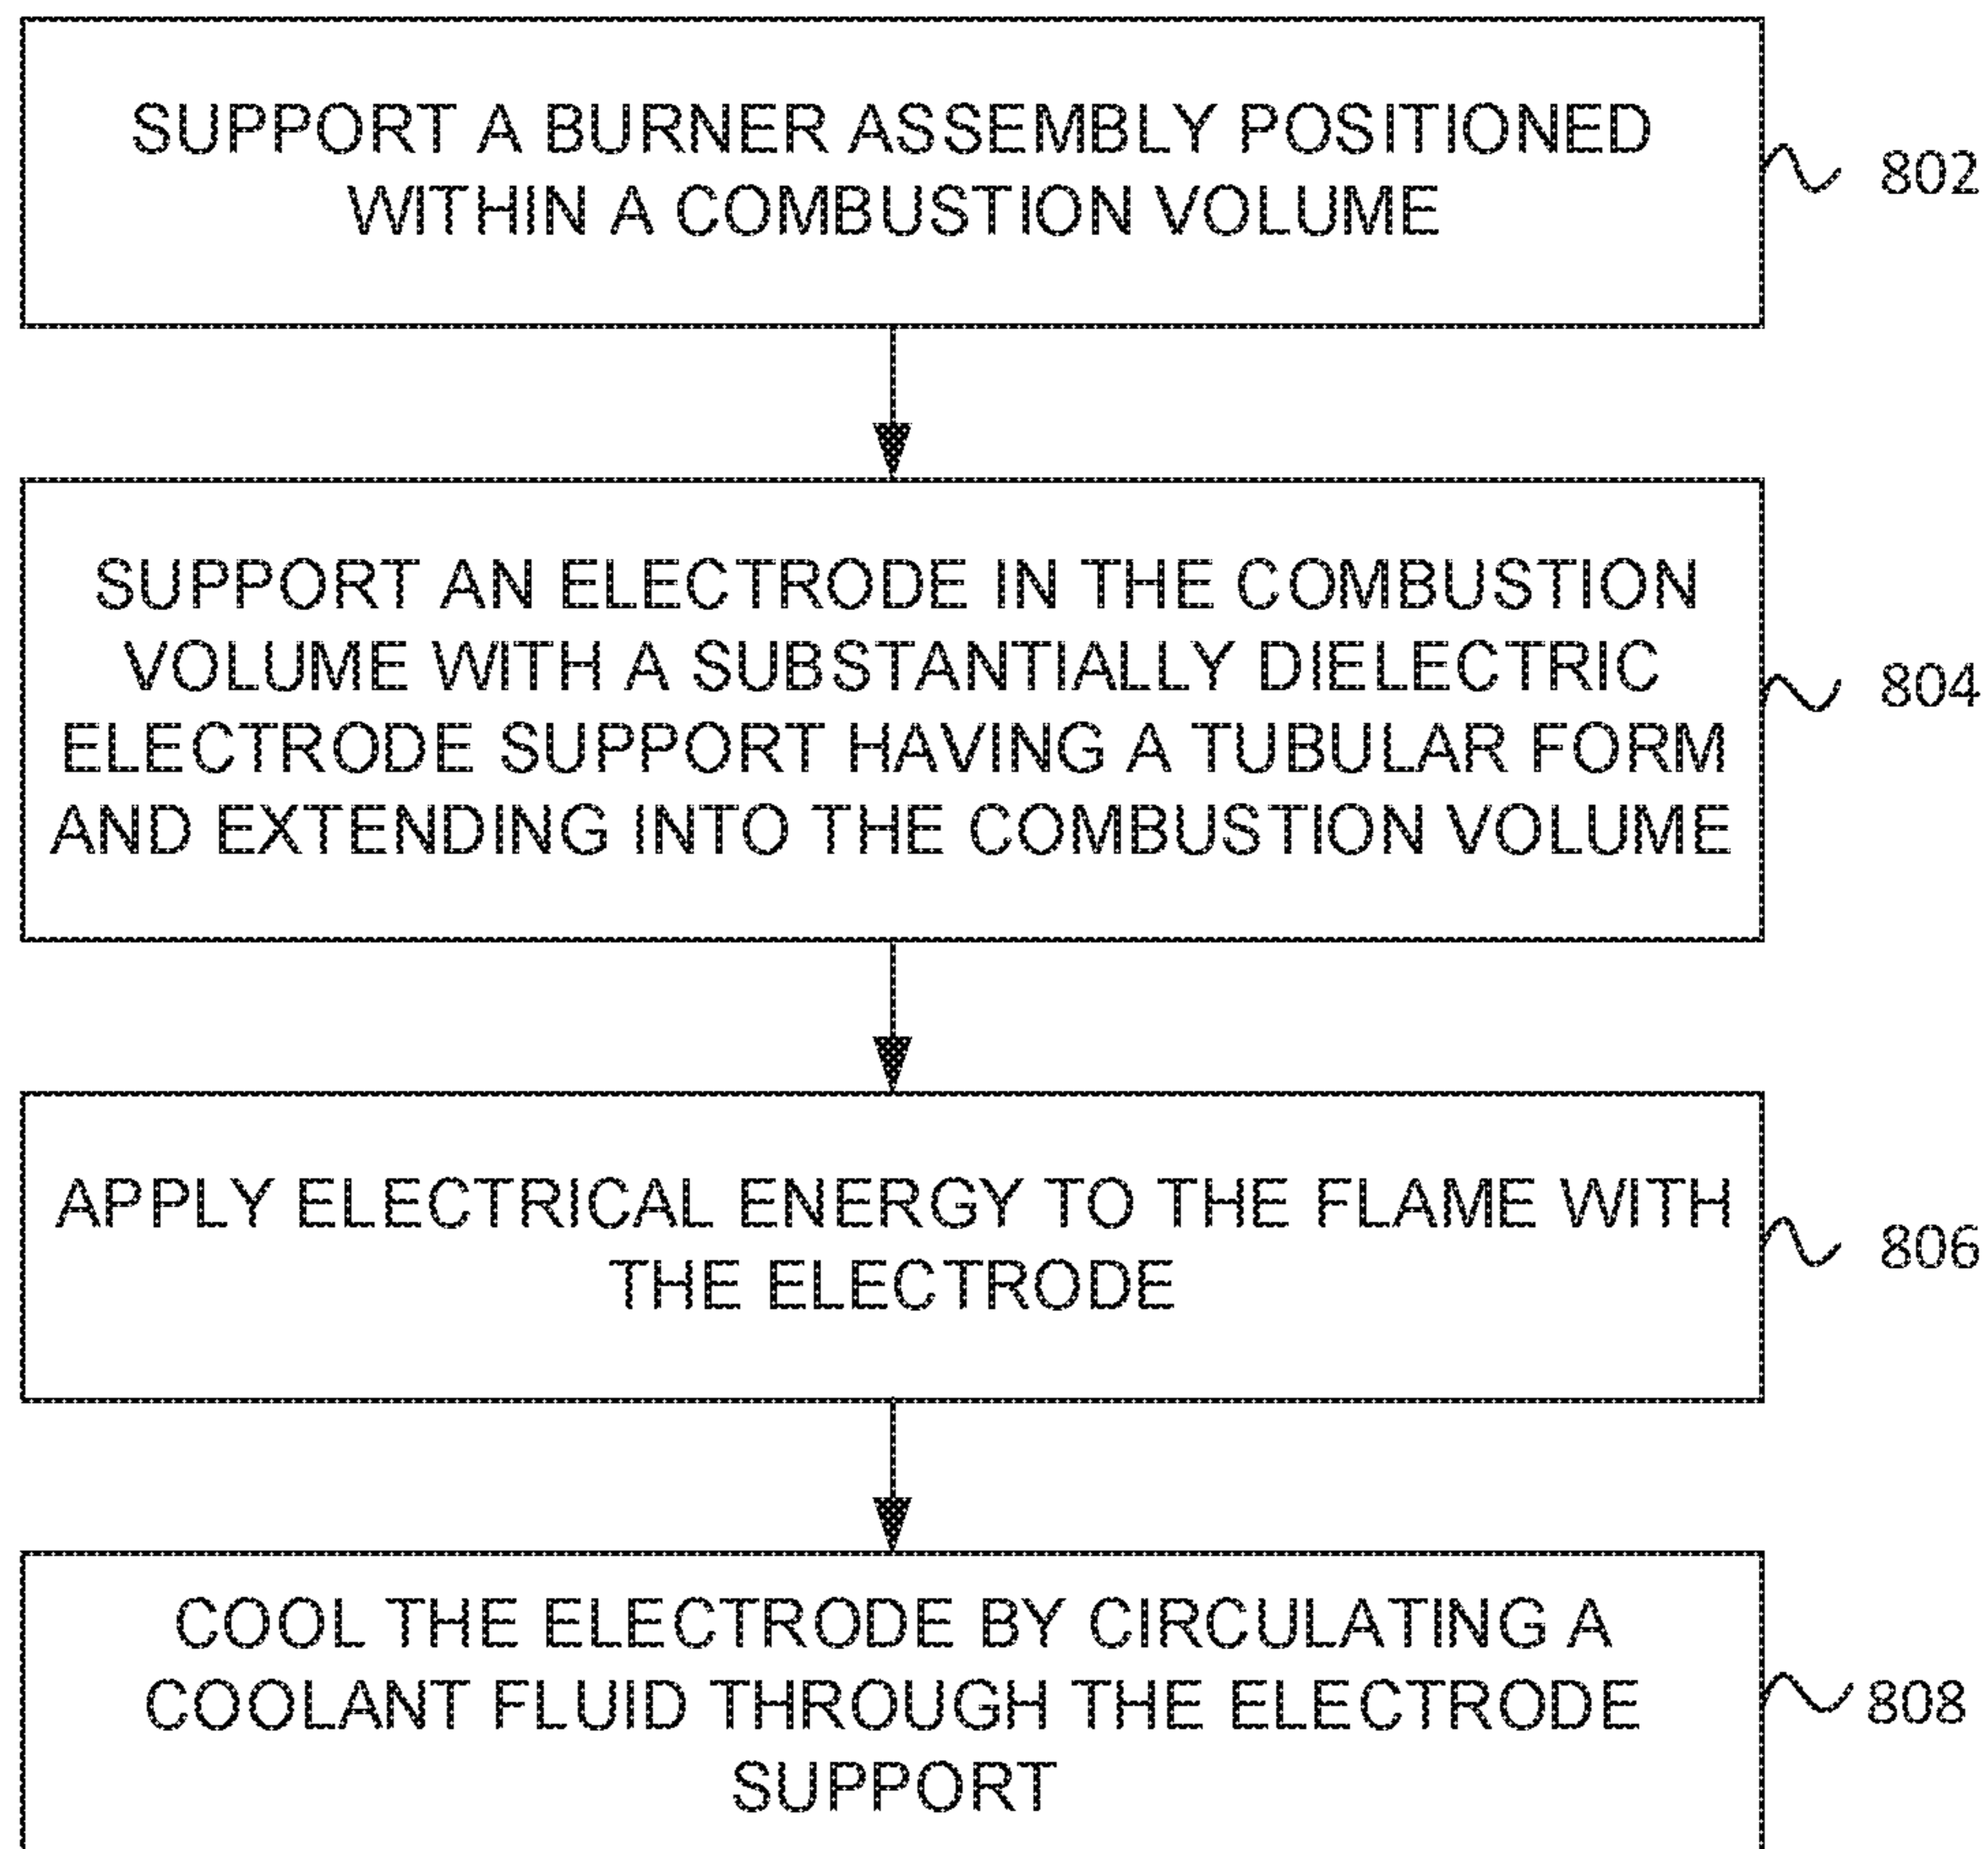 SUPPORT A BURNER ASSEMBLY POSITIONED
WITHIN A COMBUSTION VOLUME
802
SUPPORT AN ELECTRODE IN THE COMBUSTION
VOLUME WITH A SUBSTANTIALLY DIELECTRIC
ELECTRODE SUPPORT HAVING A TUBULAR FORM
AND EXTENDING INTO THE COMBUSTION VOLUME
804
APPLY ELECTRICAL ENERGY TO THE FLAME WITH
THE ELECTRODE
806
COOL THE ELECTRODE BY CIRCULATING A
COOLANT FLUID THROUGH THE ELECTRODE
SUPPORT
808